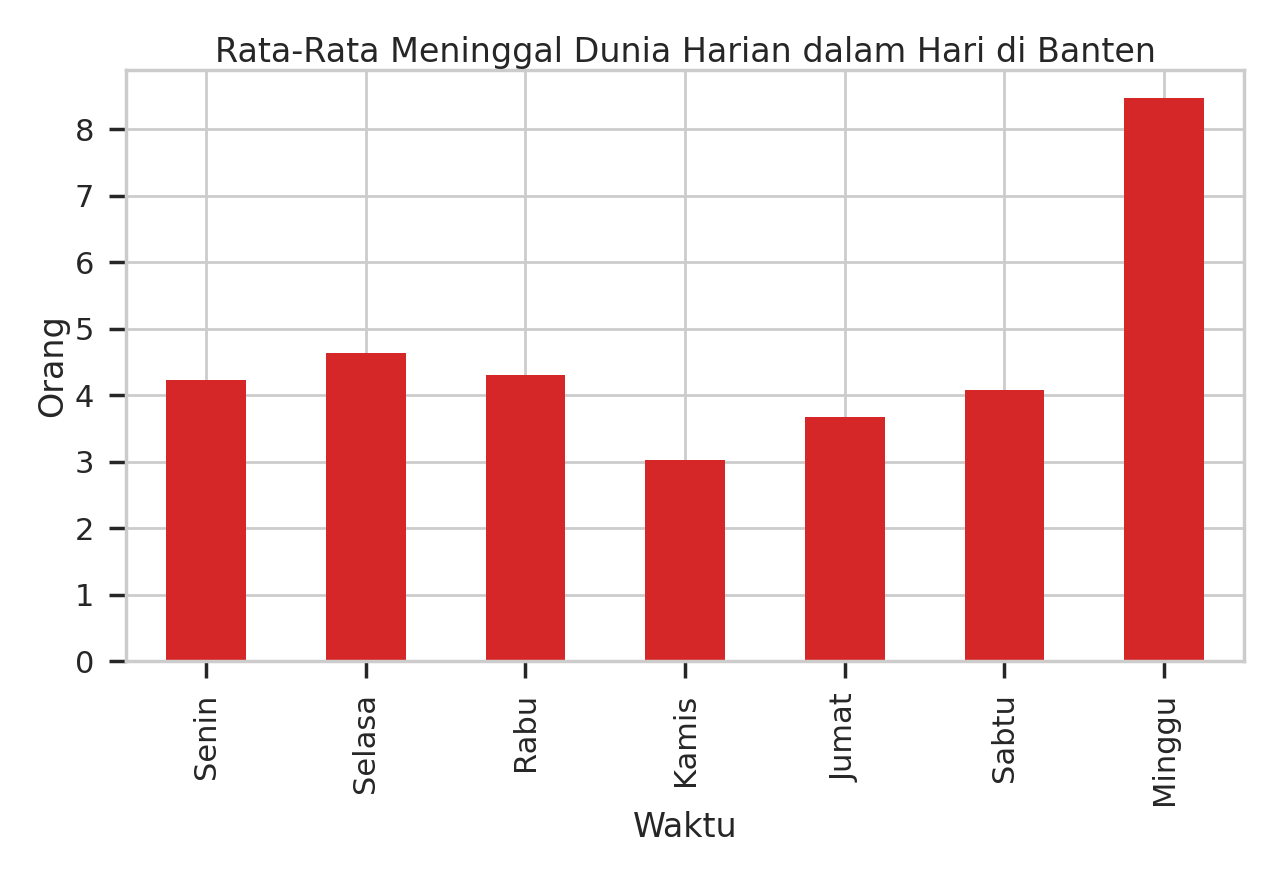 Rata-Rata Meninggal Dunia Harian dalam Hari di Banten
Orang
8
7
6
5
4
3
2
1
0
Senin
Selasa
Rabu
Kamis
Jumat
Sabtu
Minggu
Waktu